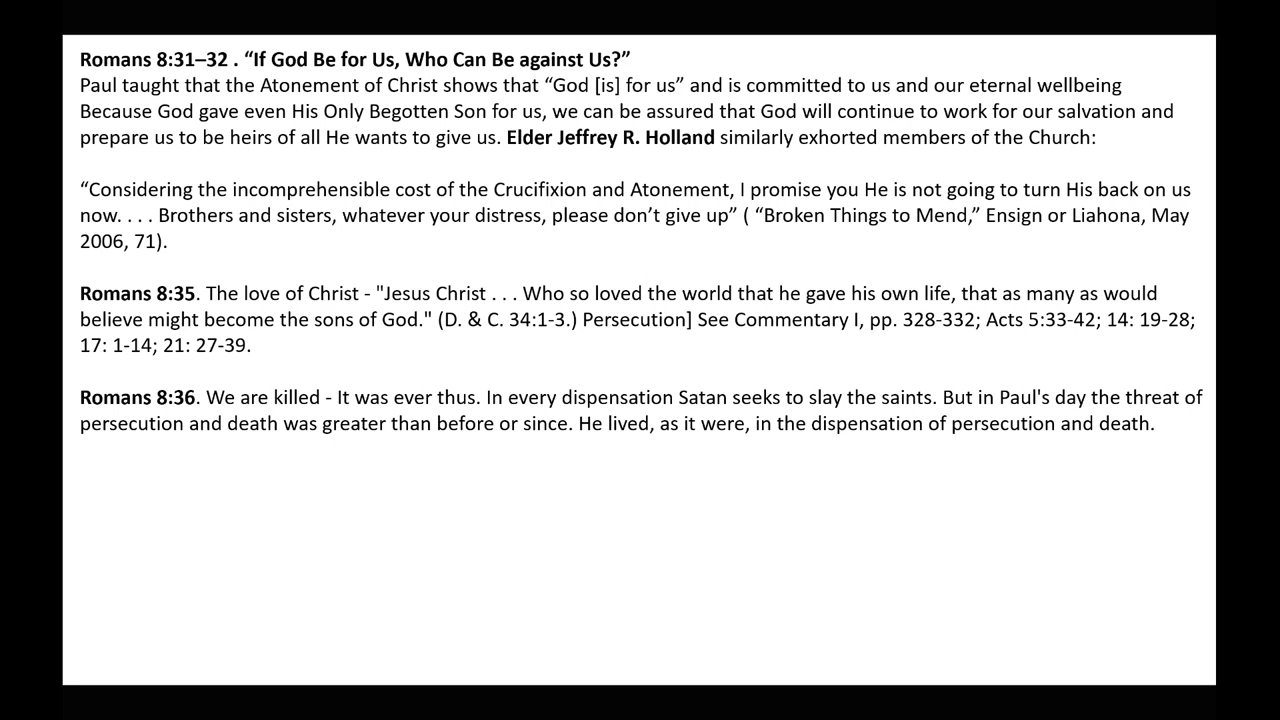 Romans 8:31–32 . “If God Be for Us, Who Can Be against Us?”
Paul taught that the Atonement of Christ shows that “God [is] for us” and is committed to us and our eternal wellbeing
Because God gave even His Only Begotten Son for us, we can be assured that God will continue to work for our salvation and
prepare us to be heirs of all He wants to give us. Elder Jeffrey R. Holland similarly exhorted members of the Church:
“Considering the incomprehensible cost of the Crucifixion and Atonement, I promise you He is not going to turn His back on us
now. . . . Brothers and sisters, whatever your distress, please don’t give up” ( “Broken Things to Mend,” Ensign or Liahona, May
2006, 71).
Romans 8:35. The love of Christ - "Jesus Christ . . . Who so loved the world that he gave his own life, that as many as would
believe might become the sons of God." (D. & C. 34:1-3.) Persecution] See Commentary I, pp. 328-332; Acts 5:33-42; 14: 19-28;
17: 1-14; 21: 27-39.
Romans 8:36. We are killed - It was ever thus. In every dispensation Satan seeks to slay the saints. But in Paul's day the threat of
persecution and death was greater than before or since. He lived, as it were, in the dispensation of persecution and death.